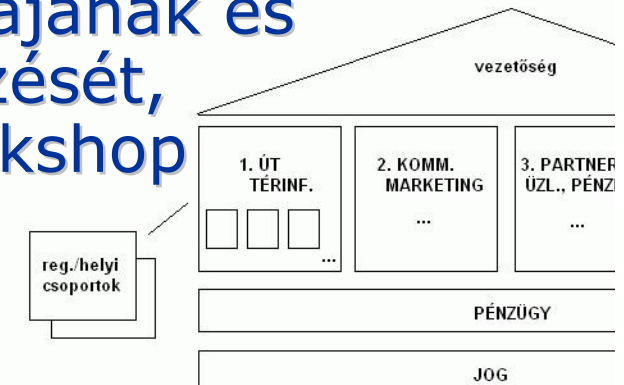 ajának és
zését,
kshop
vezetőség
1. ÚT
TÉRINF.
...
2. KOMM.
MARKETING
...
3. PARTNER
ÜZL., PÉNZ
...
reg./helyi
csoportok
PÉNZÜGY
JOG